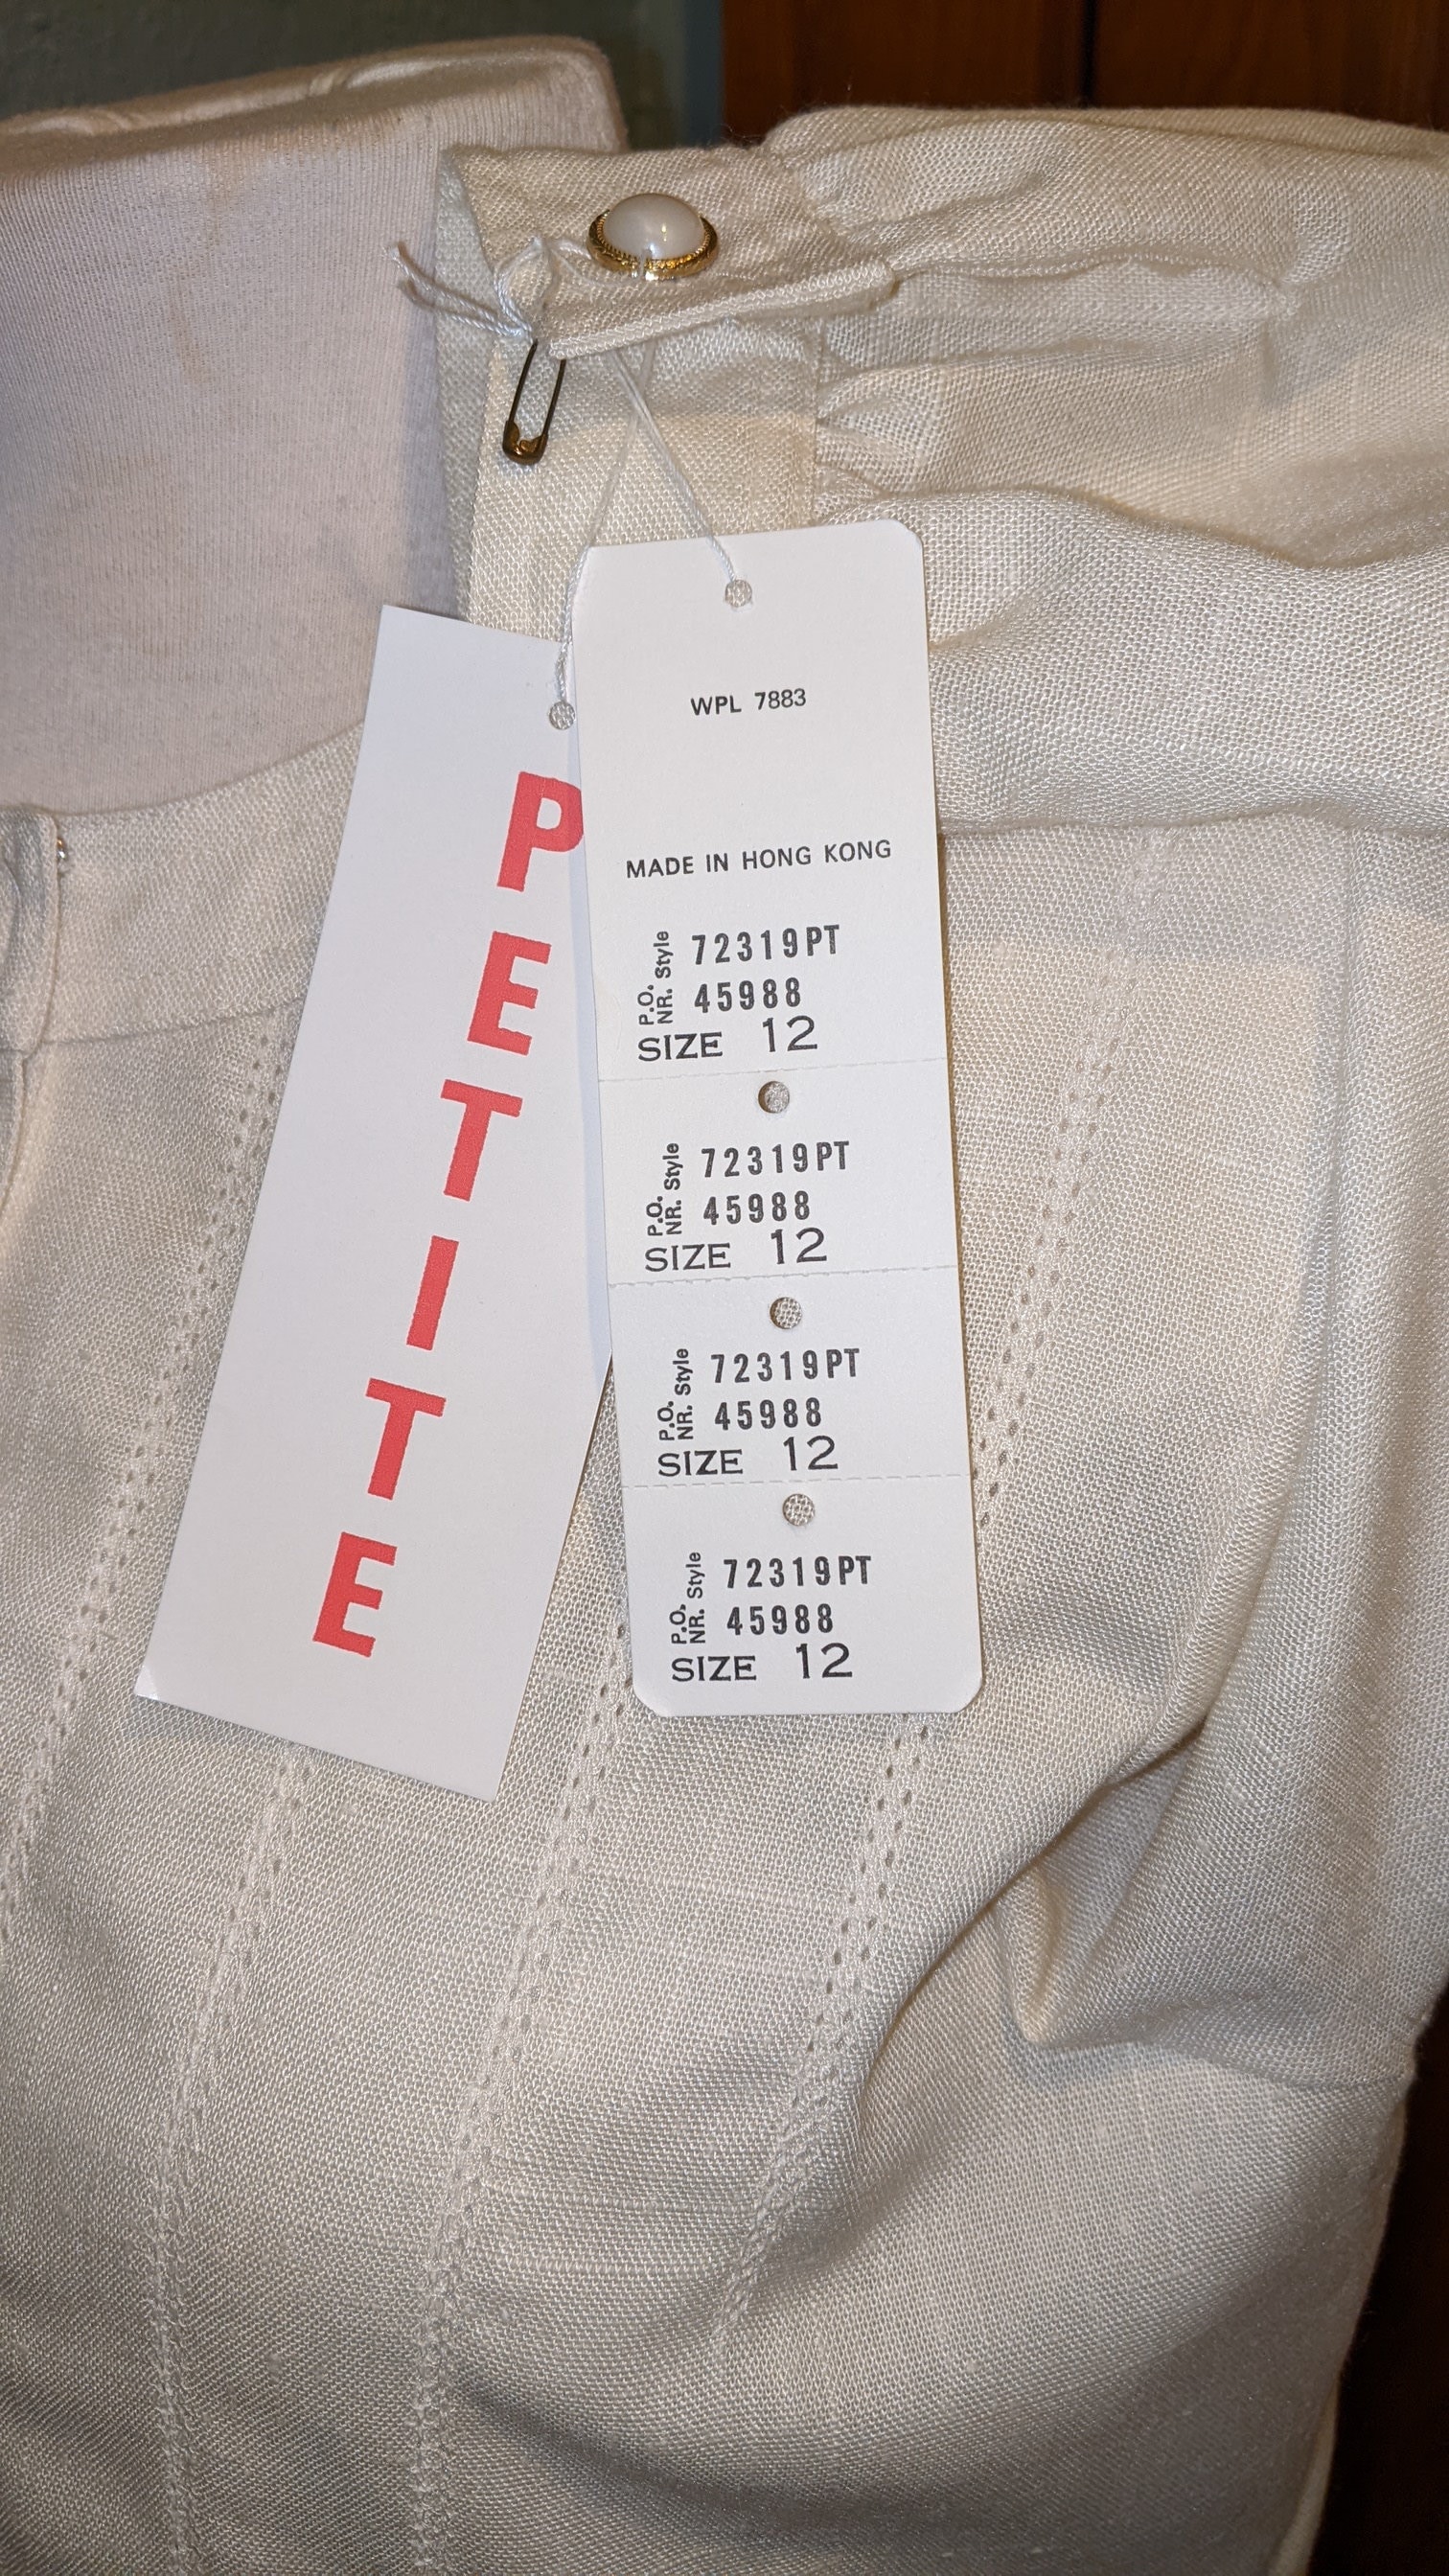 PETITE
WPL 7883
MADE IN HONG KONG
Style 72319PT
P.O. NR. 45988
SIZE 12
Style 72319PT
P.O. NR. 45988
SIZE 12
Style 72319PT
P.O. NR. 45988
SIZE 12
Style 72319PT
P.O. NR. 45988
SIZE 12